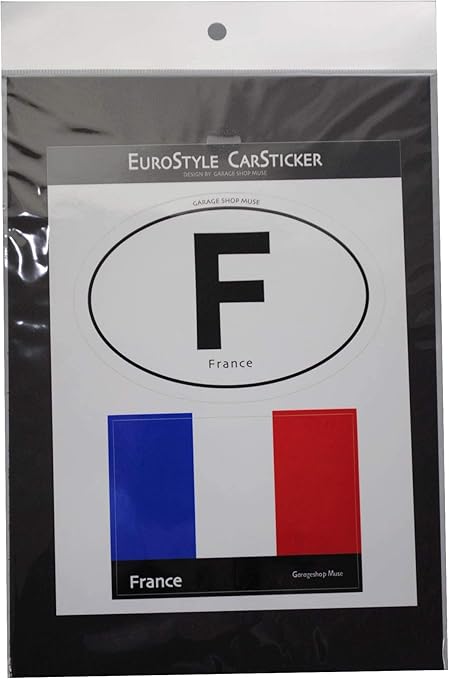 EUROSTYLE CARSTICKER
DESIGN BY GARAGE SHOP MUSE
GARAGE SHOP MUSE
F
France
France
Garageshop Muse